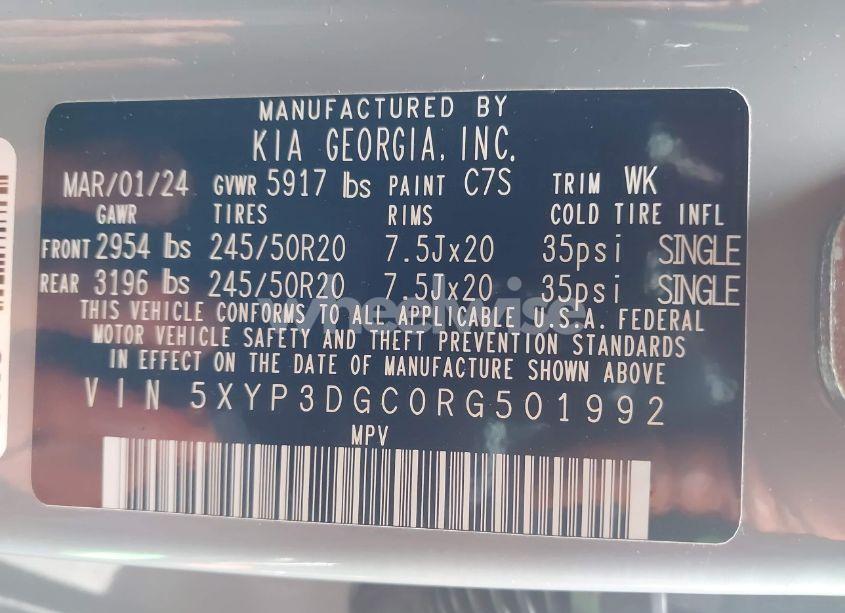 MANUFACTURED BY
KIA GEORGIA, INC.
MAR/01/24 GVWR 5917 lbs PAINT C7S TRIM WK
GAWR TIRES RIMS COLD TIRE INFL
FRONT 2954 lbs 245/50R20 7.5Jx20 35psi SINGLE
REAR 3196 lbs 245/50R20 7.5Jx20 35psi SINGLE
THIS VEHICLE CONFORMS TO ALL APPLICABLE U.S.A. FEDERAL
MOTOR VEHICLE SAFETY AND THEFT PREVENTION STANDARDS
IN EFFECT ON THE DATE OF MANUFACTURE SHOWN ABOVE
VIN 5XYP3DGC0RG501992
MPV
wheelwise